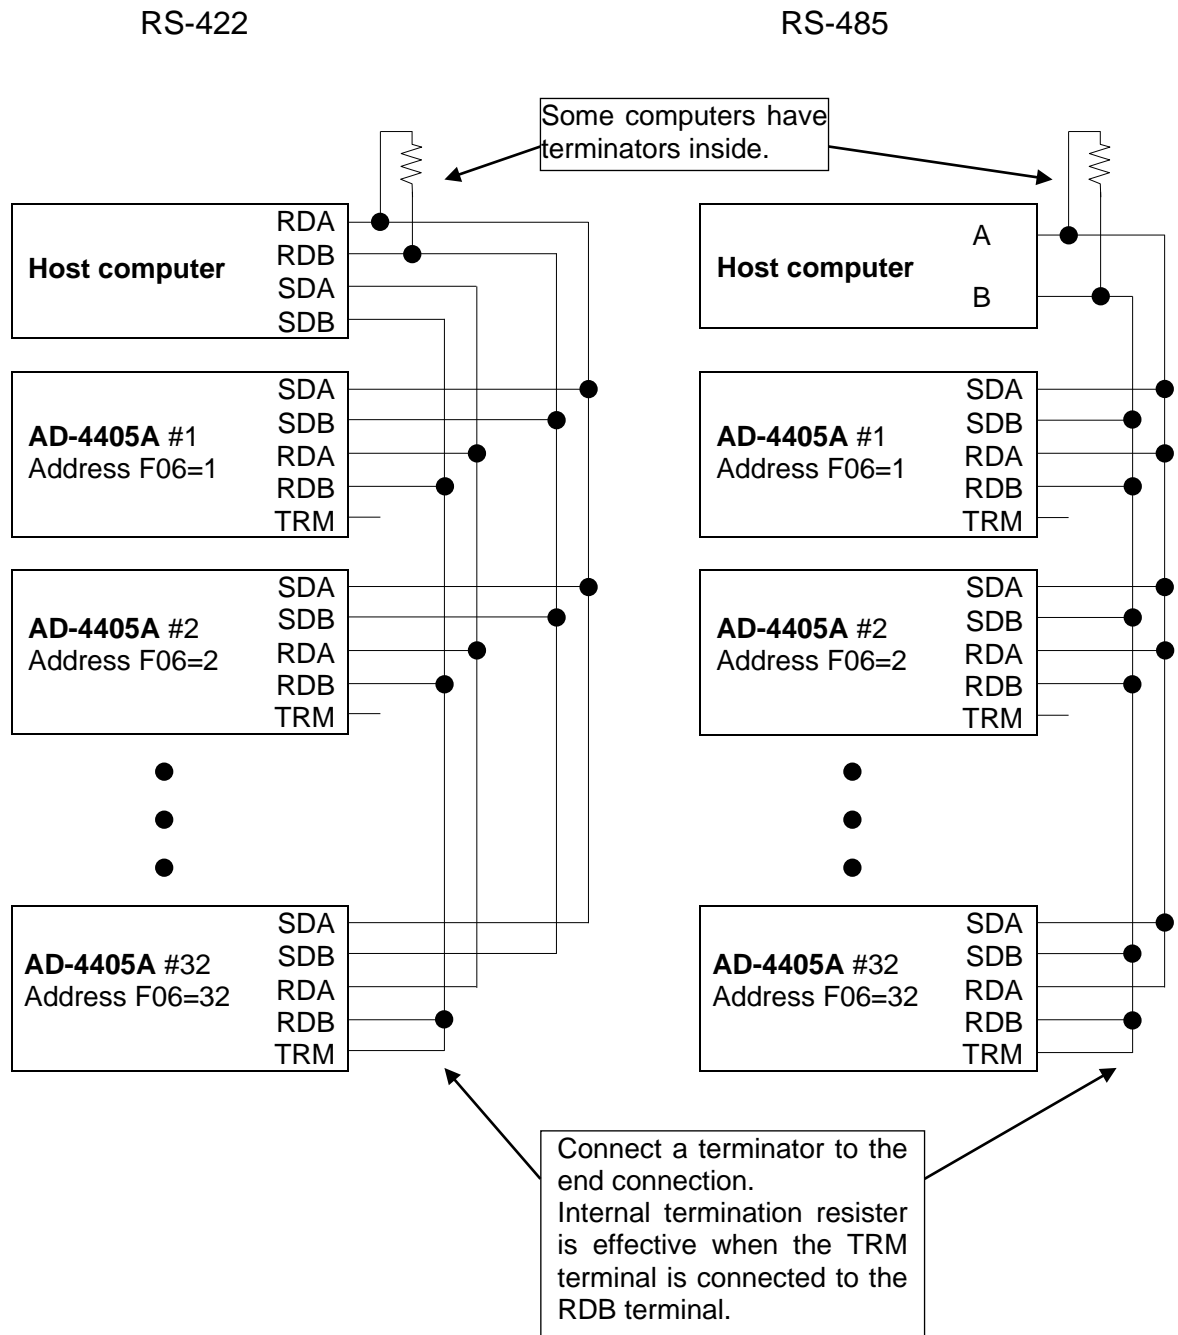 RS-422
RS-485
Some computers have
terminators inside.
Host computer
RDA
RDB
SDA
SDB
AD-4405A #1
Address F06=1
SDA
SDB
RDA
RDB
TRM
AD-4405A #2
Address F06=2
SDA
SDB
RDA
RDB
TRM
AD-4405A #32
Address F06=32
SDA
SDB
RDA
RDB
TRM
Host computer
A
B
AD-4405A #1
Address F06=1
SDA
SDB
RDA
RDB
TRM
AD-4405A #2
Address F06=2
SDA
SDB
RDA
RDB
TRM
AD-4405A #32
Address F06=32
SDA
SDB
RDA
RDB
TRM
Connect a terminator to the
end connection.
Internal termination resister
is effective when the TRM
terminal is connected to the
RDB terminal.